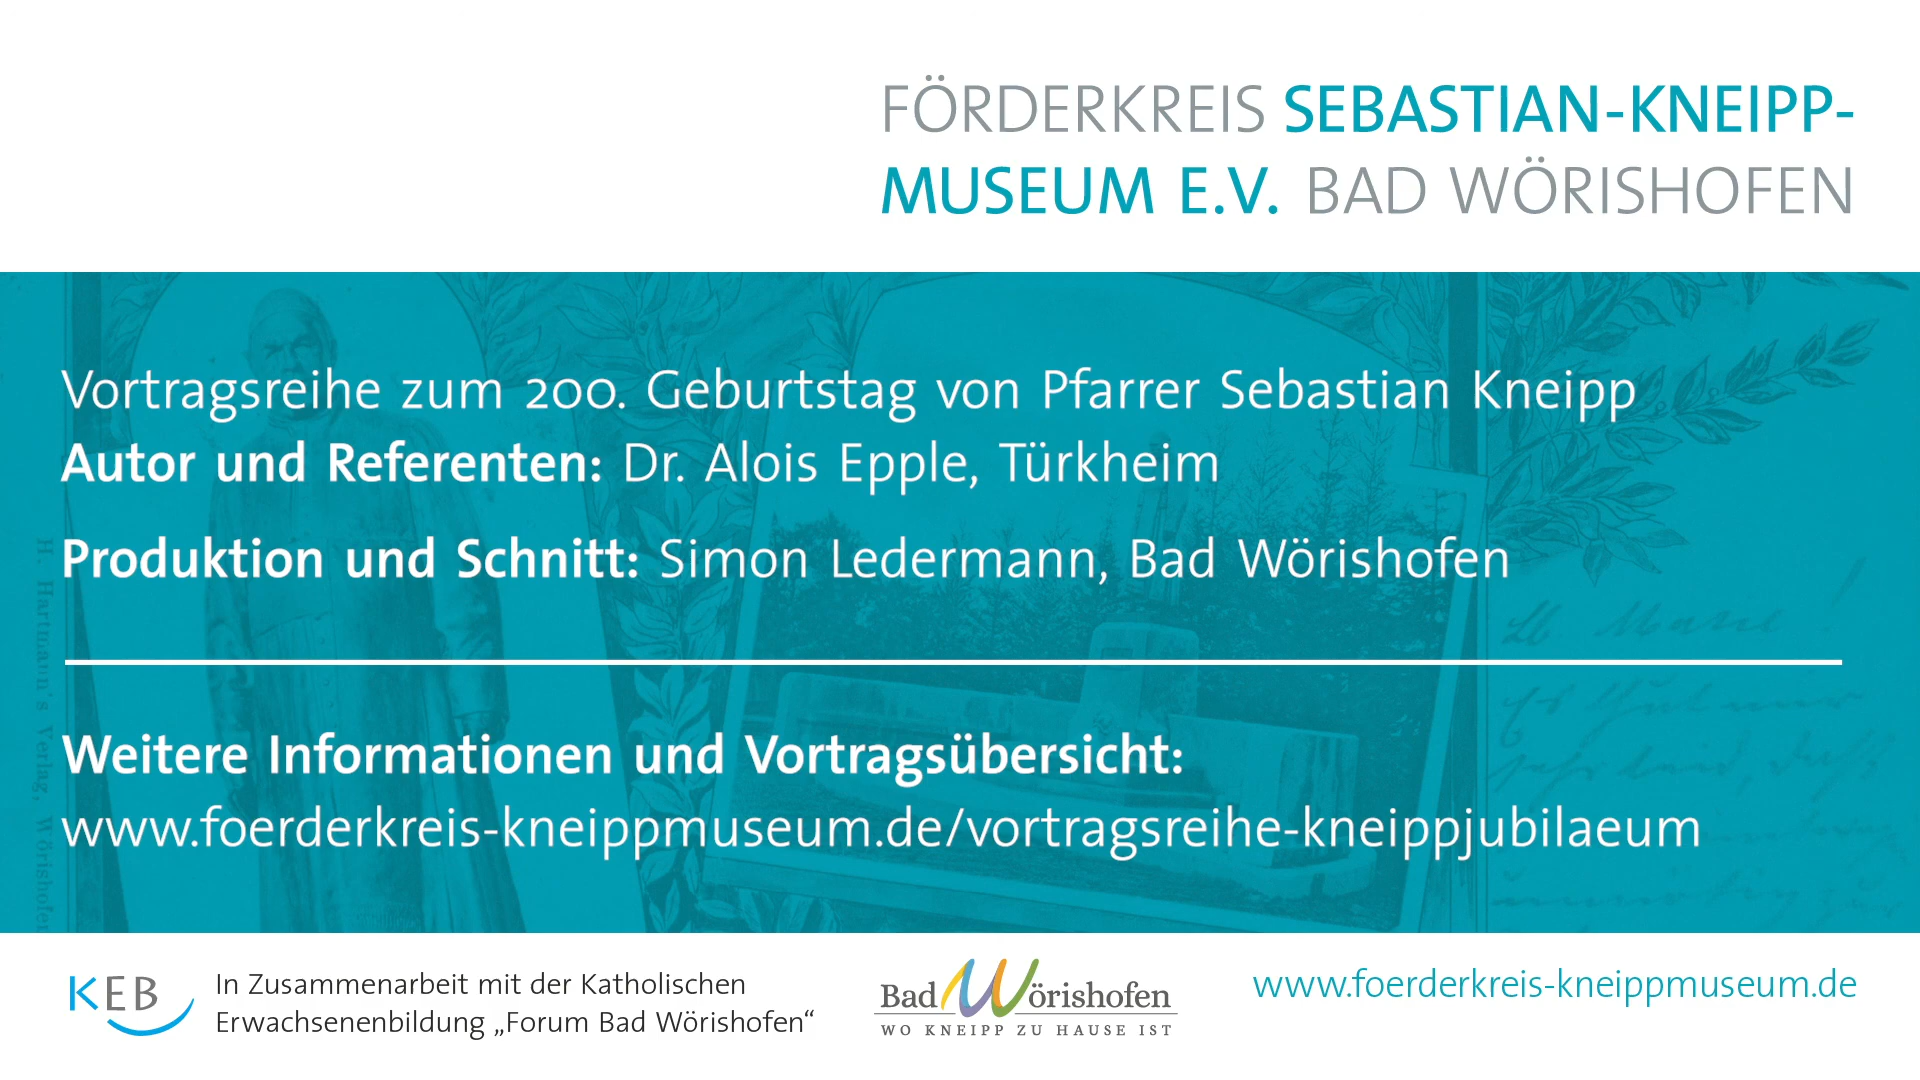 FÖRDERKREIS SEBASTIAN-KNEIPP-
MUSEUM E.V. BAD WÖRISHOFEN
Vortragsreihe zum 200. Geburtstag von Pfarrer Sebastian Kneipp
Autor und Referenten: Dr. Alois Epple, Türkheim
Produktion und Schnitt: Simon Ledermann, Bad Wörishofen
H. Hartmann's Verlag, Wörishofen
Weitere Informationen und Vortragsübersicht:
www.foerderkreis-kneippmuseum.de/vortragsreihe-kneippjubilaeum
KEB
In Zusammenarbeit mit der Katholischen
Erwachsenenbildung „Forum Bad Wörishofen“
Bad Wörishofen
WO KNEIPP ZU HAUSE IST
www.foerderkreis-kneippmuseum.de